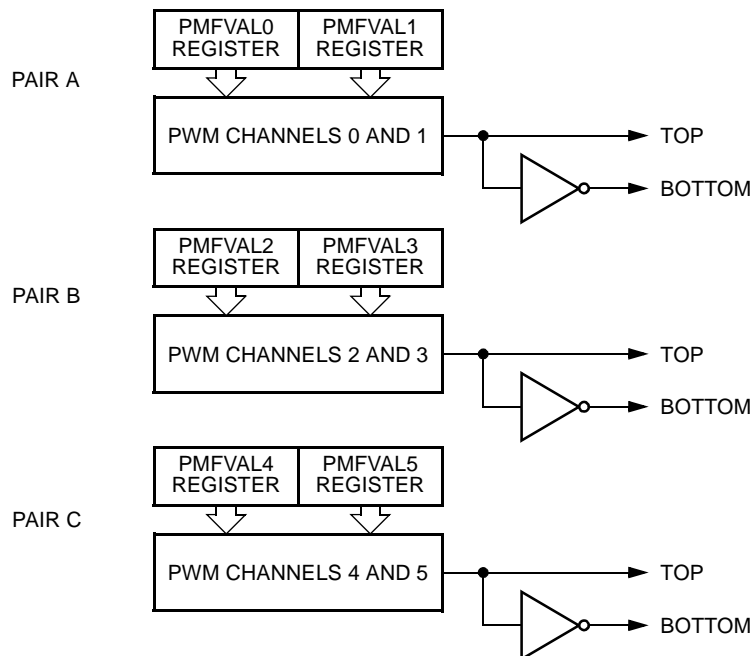 PMFVAL0 REGISTER
PMFVAL1 REGISTER
PAIR A
PWM CHANNELS 0 AND 1
TOP
BOTTOM
PMFVAL2 REGISTER
PMFVAL3 REGISTER
PAIR B
PWM CHANNELS 2 AND 3
TOP
BOTTOM
PMFVAL4 REGISTER
PMFVAL5 REGISTER
PAIR C
PWM CHANNELS 4 AND 5
TOP
BOTTOM